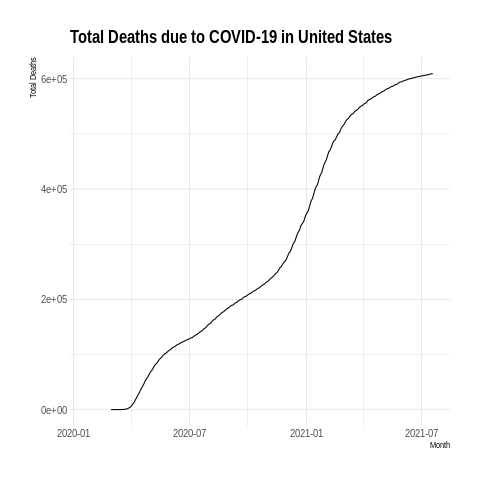 Total Deaths due to COVID-19 in United States
Total Deaths
6e+05
4e+05
2e+05
0e+00
2020-01 2020-07 2021-01 2021-07
Month